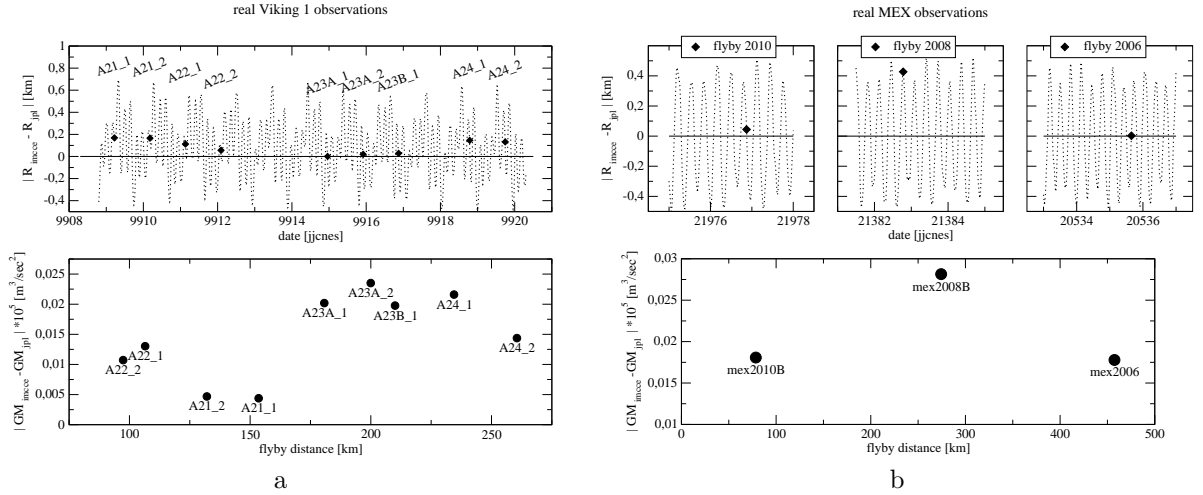 real Viking 1 observations
| R_imcce - R_jpl | [km]
1
0,8
0,6
0,4
0,2
0
-0,2
-0,4
A21_1
A21_2
A22_1
A22_2
A23A_1
A23A_2
A23B_1
A24_1
A24_2
9908
9910
9912
9914
9916
9918
9920
date [jjcnes]
| GM_imcce -GM_jpl | *10^5 [m^3/sec^2]
0,025
0,02
0,015
0,01
0,005
0
A22_2
A22_1
A21_2
A21_1
A23A_1
A23A_2
A23B_1
A24_1
A24_2
100
150
200
250
flyby distance [km]
a
real MEX observations
flyby 2010
flyby 2008
flyby 2006
| R_imcce -R_jpl | [km]
0,4
0,2
0
-0,2
-0,4
21976
21978
21382
21384
20534
20536
date [jjcnes]
| GM_imcce -GM_jpl | *10^5 [m^3/sec^2]
0,03
0,025
0,02
0,015
0,01
mex2010B
mex2008B
mex2006
0
100
200
300
400
500
flyby distance [km]
b